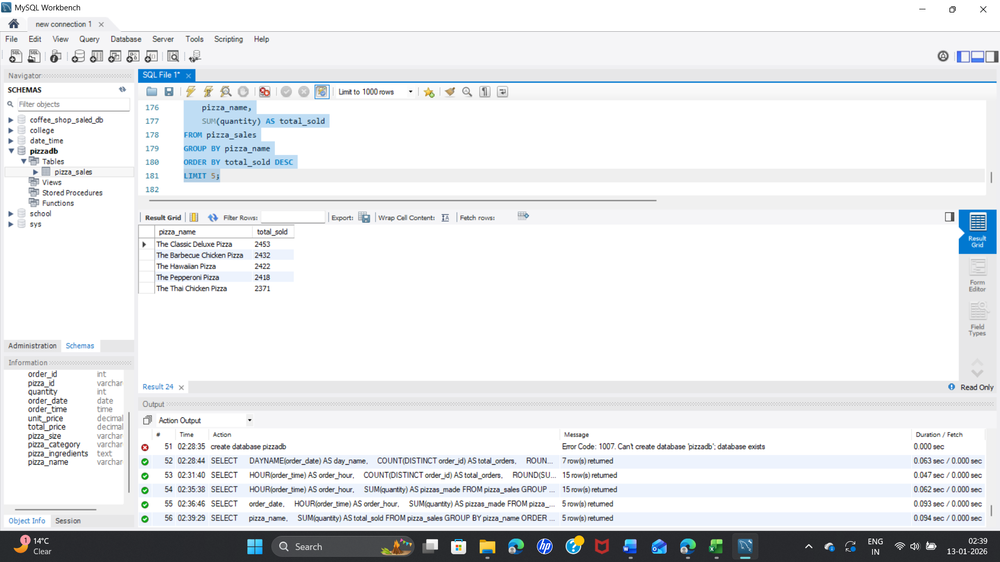 MySQL Workbench
new connection 1
File Edit View Query Database Server Tools Scripting Help
Navigator
SCHEMAS
Filter objects
coffee_shop_saled_db
college
date_time
pizzadb
Tables
pizza_sales
Views
Stored Procedures
Functions
school
sys
Administration Schemas
Information
order_id int
pizza_id varchar
quantity int
order_date date
order_time time
unit_price decimal
total_price decimal
pizza_size varchar
pizza_category varchar
pizza_ingredients text
pizza_name varchar
Object Info Session
SQL File 1*
Limit to 1000 rows
176 pizza_name,
177 SUM(quantity) AS total_sold
178 FROM pizza_sales
179 GROUP BY pizza_name
180 ORDER BY total_sold DESC
181 LIMIT 5;
182
Result Grid Filter Rows: Export: Wrap Cell Content: Fetch rows:
pizza_name total_sold
The Classic Deluxe Pizza 2453
The Barbecue Chicken Pizza 2432
The Hawaiian Pizza 2422
The Pepperoni Pizza 2418
The Thai Chicken Pizza 2371
Result
Grid
Form
Editor
Field
Types
Result 24
Read Only
Output
Action Output
# Time Action Message Duration / Fetch
51 02:28:35 create database pizzadb Error Code: 1007. Can't create database 'pizzadb'; database exists 0.000 sec
52 02:28:44 SELECT DAYNAME(order_date) AS day_name, COUNT(DISTINCT order_id) AS total_orders, ROUN... 7 row(s) returned 0.063 sec / 0.000 sec
53 02:31:40 SELECT HOUR(order_time) AS order_hour, COUNT(DISTINCT order_id) AS total_orders, ROUND(SU... 15 row(s) returned 0.047 sec / 0.000 sec
54 02:35:38 SELECT HOUR(order_time) AS order_hour, SUM(quantity) AS pizzas_made FROM pizza_sales GROUP ... 15 row(s) returned 0.062 sec / 0.000 sec
55 02:36:46 SELECT order_date, HOUR(order_time) AS order_hour, SUM(quantity) AS pizzas_made FROM pizza_... 5 row(s) returned 0.093 sec / 0.000 sec
56 02:39:29 SELECT pizza_name, SUM(quantity) AS total_sold FROM pizza_sales GROUP BY pizza_name ORDER ... 5 row(s) returned 0.094 sec / 0.000 sec
1
14°C
Clear
Search
ENG
IN
02:39
13-01-2026